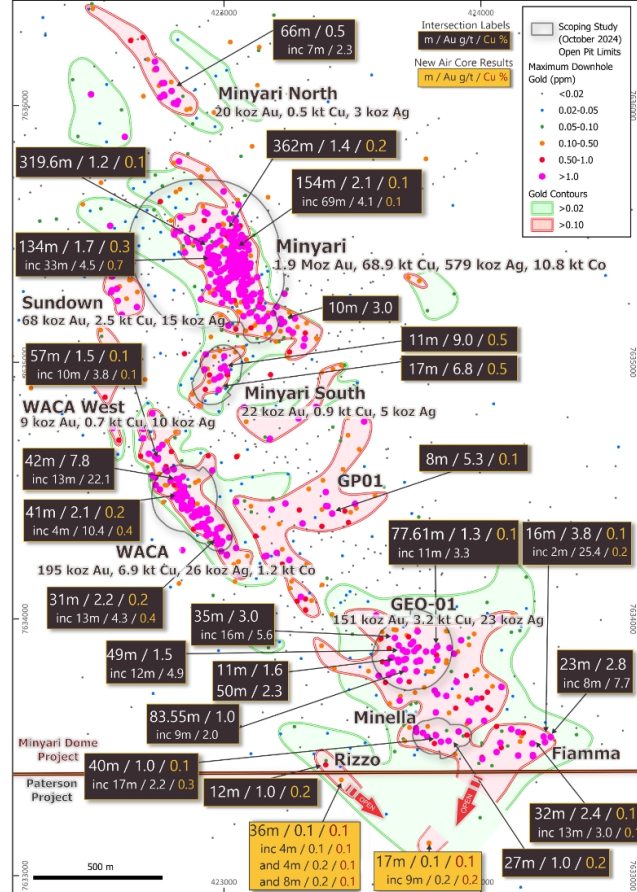 423000
424000
Intersection Labels
m / Au g/t / Cu %
New Air Core Results
m / Au g/t / Cu %
Scoping Study
(October 2024)
Open Pit Limits
Maximum Downhole
Gold (ppm)
<0.02
0.02-0.05
0.05-0.10
0.10-0.50
0.50-1.0
>1.0
Gold Contours
>0.02
>0.10
66m / 0.5
inc 7m / 2.3
Minyari North
20 koz Au, 0.5 kt Cu, 3 koz Ag
7636000
7636000
319.6m / 1.2 / 0.1
362m / 1.4 / 0.2
154m / 2.1 / 0.1
inc 69m / 4.1 / 0.1
134m / 1.7 / 0.3
inc 33m / 4.5 / 0.7
Minyari
1.9 Moz Au, 68.9 kt Cu, 579 koz Ag, 10.8 kt Co
Sundown
68 koz Au, 2.5 kt Cu, 15 koz Ag
10m / 3.0
11m / 9.0 / 0.5
17m / 6.8 / 0.5
7635000
7635000
57m / 1.5 / 0.1
inc 10m / 3.8 / 0.1
Minyari South
22 koz Au, 0.9 kt Cu, 5 koz Ag
WACA West
9 koz Au, 0.7 kt Cu, 10 koz Ag
42m / 7.8
inc 13m / 22.1
8m / 5.3 / 0.1
GP01
41m / 2.1 / 0.2
inc 4m / 10.4 / 0.4
77.61m / 1.3 / 0.1
inc 11m / 3.3
16m / 3.8 / 0.1
inc 2m / 25.4 / 0.2
WACA
195 koz Au, 6.9 kt Cu, 26 koz Ag, 1.2 kt Co
31m / 2.2 / 0.2
inc 13m / 4.3 / 0.4
35m / 3.0
inc 16m / 5.6
GEO-01
151 koz Au, 3.2 kt Cu, 23 koz Ag
7634000
7634000
49m / 1.5
inc 12m / 4.9
11m / 1.6
50m / 2.3
23m / 2.8
inc 8m / 7.7
83.55m / 1.0
inc 9m / 2.0
Minella
Minyari Dome
Project
Rizzo
Fiamma
Paterson
Project
40m / 1.0 / 0.1
inc 17m / 2.2 / 0.3
12m / 1.0 / 0.2
OPEN
OPEN
32m / 2.4 / 0.1
inc 13m / 3.0 / 0.1
36m / 0.1 / 0.1
inc 4m / 0.1 / 0.1
and 4m / 0.2 / 0.1
and 8m / 0.2 / 0.1
17m / 0.1 / 0.1
inc 9m / 0.2 / 0.2
27m / 1.0 / 0.2
500 m
7633000
7633000
423000
424000